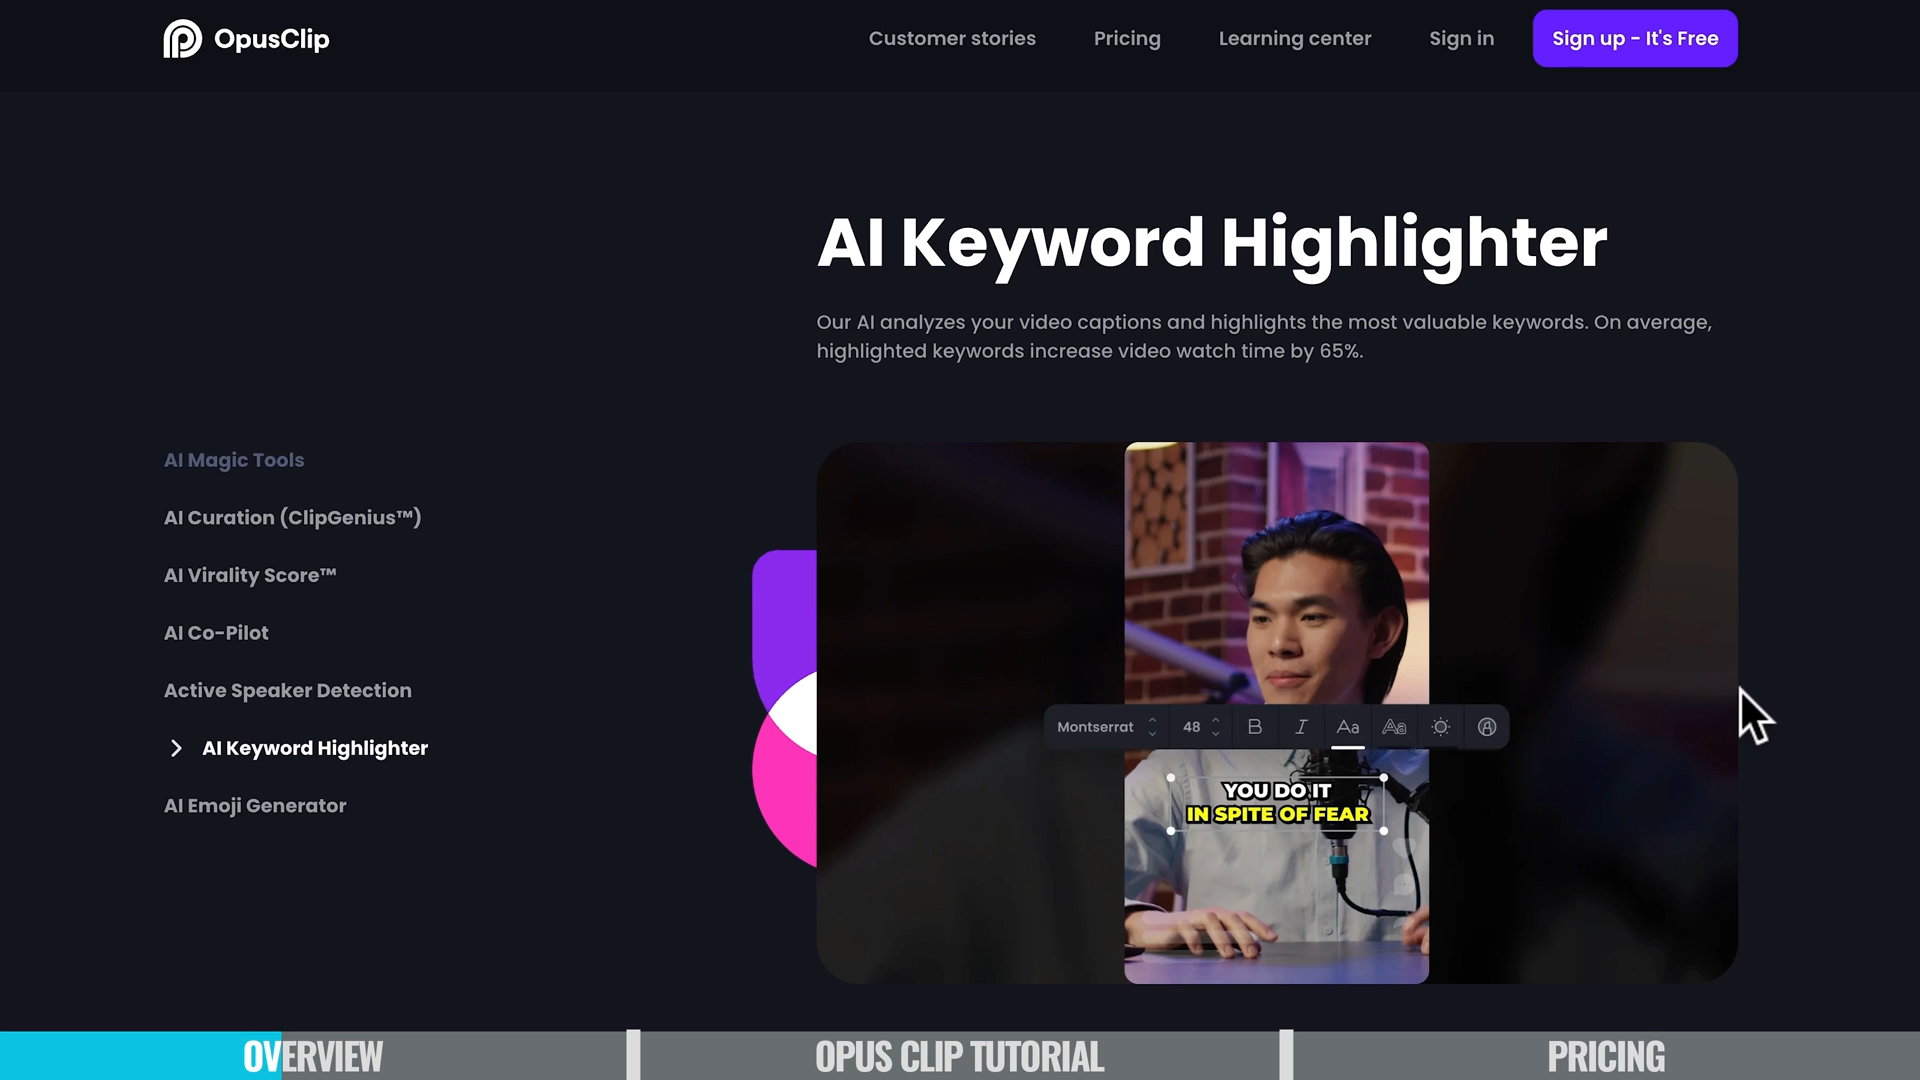 OpusClip
Customer stories
Pricing
Learning center
Sign in
Sign up - It's Free
AI Keyword Highlighter
Our AI analyzes your video captions and highlights the most valuable keywords. On average,
highlighted keywords increase video watch time by 65%.
AI Magic Tools
AI Curation (ClipGenius™)
AI Virality Score™
AI Co-Pilot
Active Speaker Detection
AI Keyword Highlighter
AI Emoji Generator
Montserrat
48
B
I
Aa
Aa
YOU DO IT
IN SPITE OF FEAR
OVERVIEW
OPUS CLIP TUTORIAL
PRICING